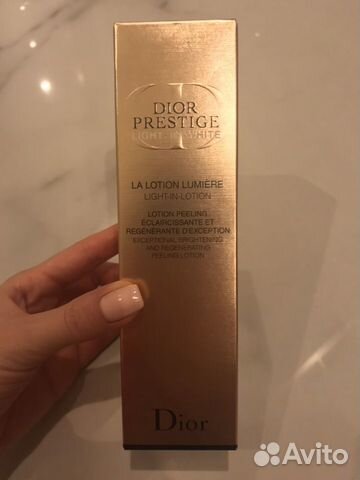 DIOR
PRESTIGE
LIGHT-IN-WHITE
LA LOTION LUMIÈRE
LIGHT-IN-LOTION
LOTION PEELING
ÉCLAIRCISSANTE ET
RÉGÉNÉRANTE D'EXCEPTION
EXCEPTIONAL BRIGHTENING
AND REGENERATING
PEELING LOTION
Dior
Avito